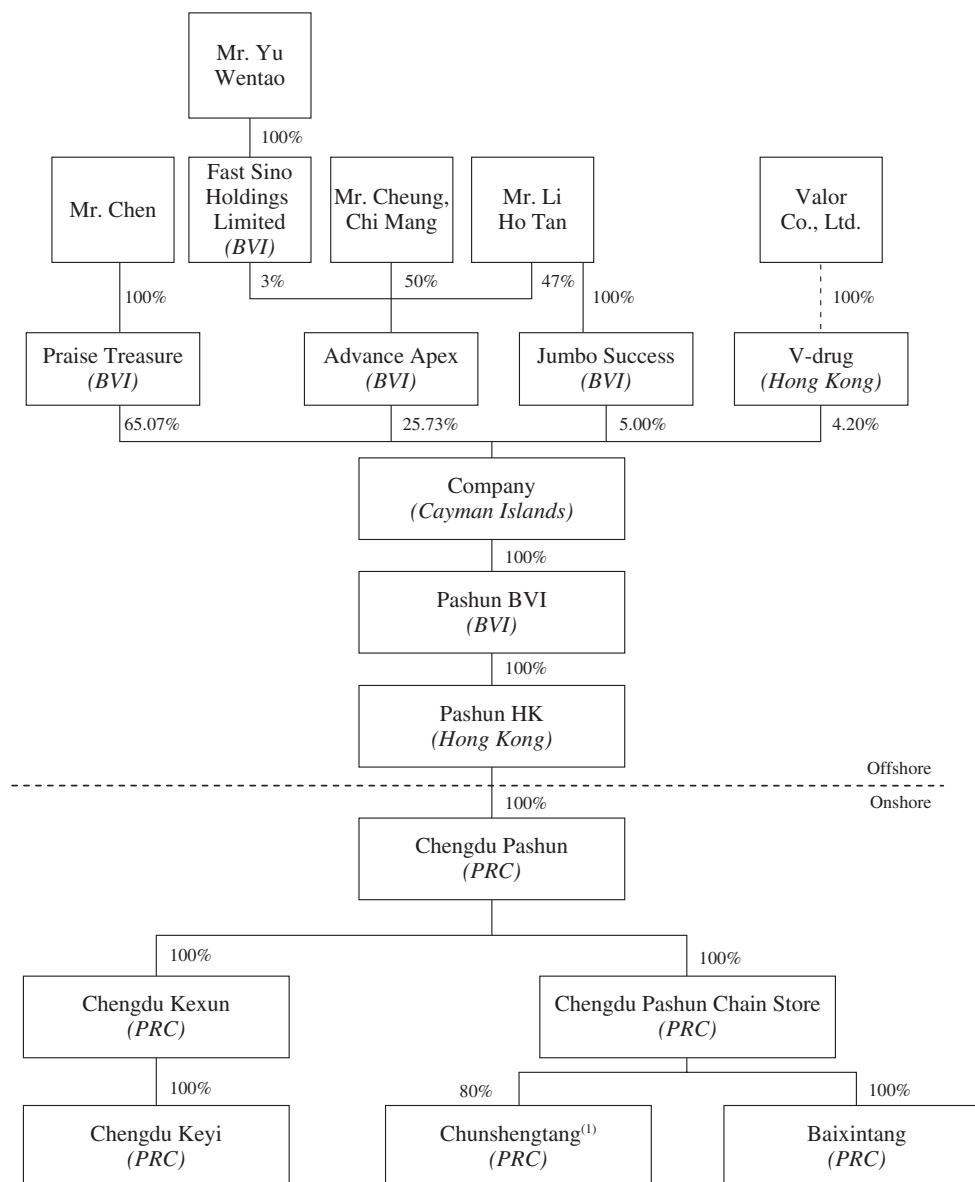 Mr. Yu
Wentao
100%
Mr. Chen
Fast Sino
Holdings
Limited
(BVI)
Mr. Cheung,
Chi Mang
Mr. Li
Ho Tan
Valor
Co., Ltd.
100%
3%
50%
47%
100%
100%
Praise Treasure
(BVI)
Advance Apex
(BVI)
Jumbo Success
(BVI)
V-drug
(Hong Kong)
65.07%
25.73%
5.00%
4.20%
Company
(Cayman Islands)
100%
Pashun BVI
(BVI)
100%
Pashun HK
(Hong Kong)
Offshore
Onshore
100%
Chengdu Pashun
(PRC)
100%
100%
Chengdu Kexun
(PRC)
Chengdu Pashun Chain Store
(PRC)
100%
80%
100%
Chengdu Keyi
(PRC)
Chunshengtang(1)
(PRC)
Baixintang
(PRC)